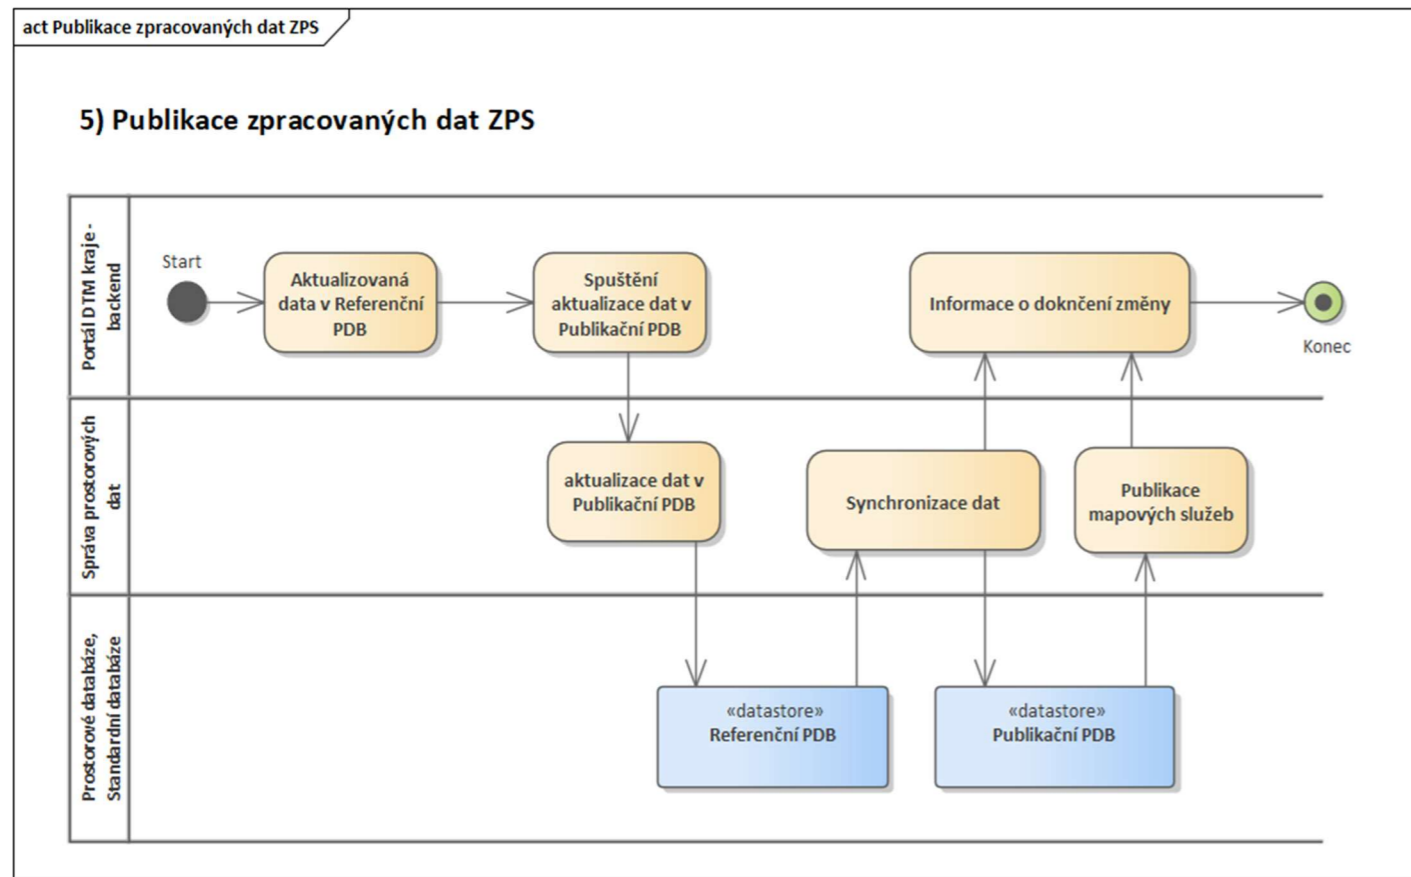 act Publikace zpracovaných dat ZPS
5) Publikace zpracovaných dat ZPS
Portál DTM kraje -
backend
Start
Aktualizovaná
data v Referenční
PDB
Spuštění
aktualizace dat v
Publikační PDB
Informace o doknčení změny
Konec
Správa prostorových
dat
aktualizace dat v
Publikační PDB
Synchronizace dat
Publikace
mapových služeb
Prostorové databáze,
Standardní databáze
«datastore»
Referenční PDB
«datastore»
Publikační PDB